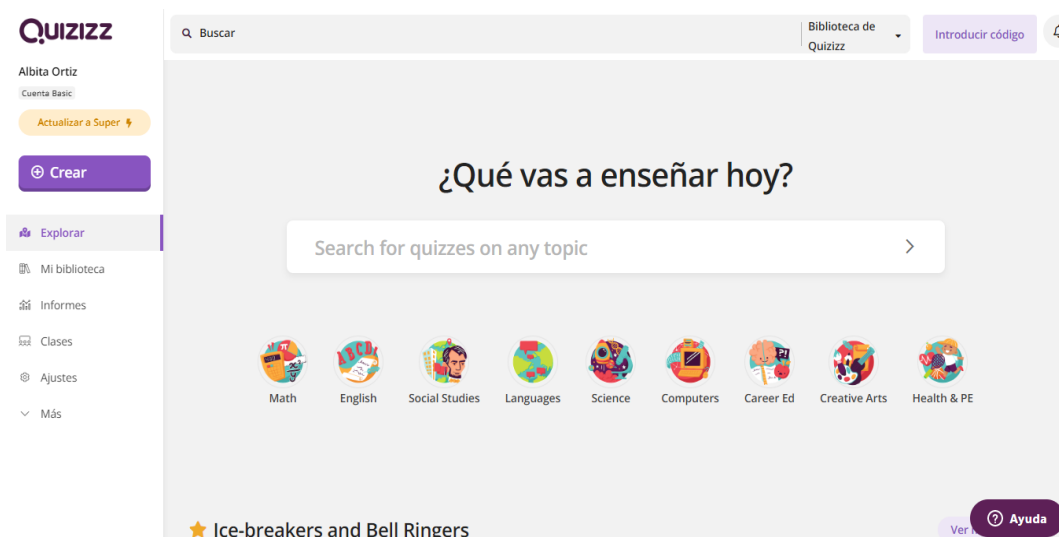 QUIZIZZ
Albita Ortiz
Cuenta Basic
Actualizar a Super
Crear
Explorar
Mi biblioteca
Informes
Clases
Ajustes
Más
Buscar
Biblioteca de
Quizizz
Introducir código
¿Qué vas a enseñar hoy?
Search for quizzes on any topic
Math English Social Studies Languages Science Computers Career Ed Creative Arts Health & PE
Ice-breakers and Bell Ringers
Ver
Ayuda